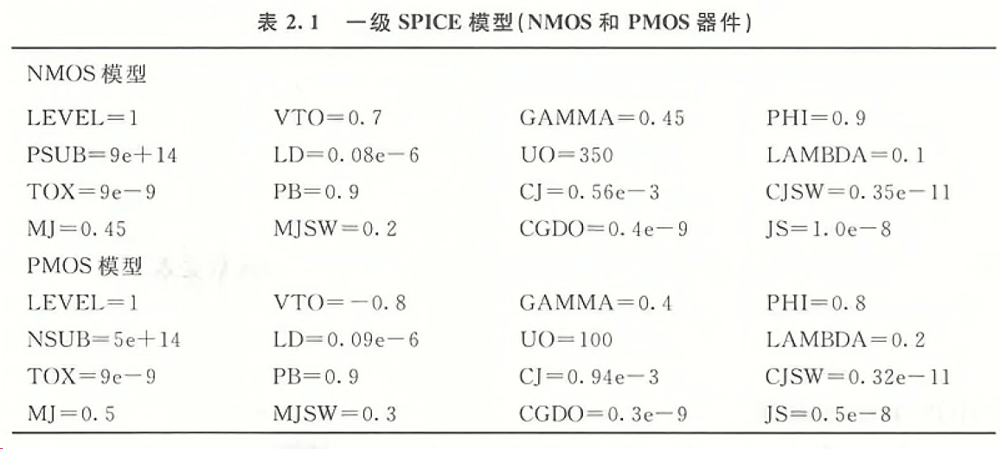 表 2.1 一级 SPICE 模型(NMOS 和 PMOS 器件)
NMOS 模型
LEVEL=1 VTO=0.7 GAMMA=0.45 PHI=0.9
PSUB=9e+14 LD=0.08e-6 UO=350 LAMBDA=0.1
TOX=9e-9 PB=0.9 CJ=0.56e-3 CJSW=0.35e-11
MJ=0.45 MJSW=0.2 CGDO=0.4e-9 JS=1.0e-8
PMOS 模型
LEVEL=1 VTO=-0.8 GAMMA=0.4 PHI=0.8
NSUB=5e+14 LD=0.09e-6 UO=100 LAMBDA=0.2
TOX=9e-9 PB=0.9 CJ=0.94e-3 CJSW=0.32e-11
MJ=0.5 MJSW=0.3 CGDO=0.3e-9 JS=0.5e-8